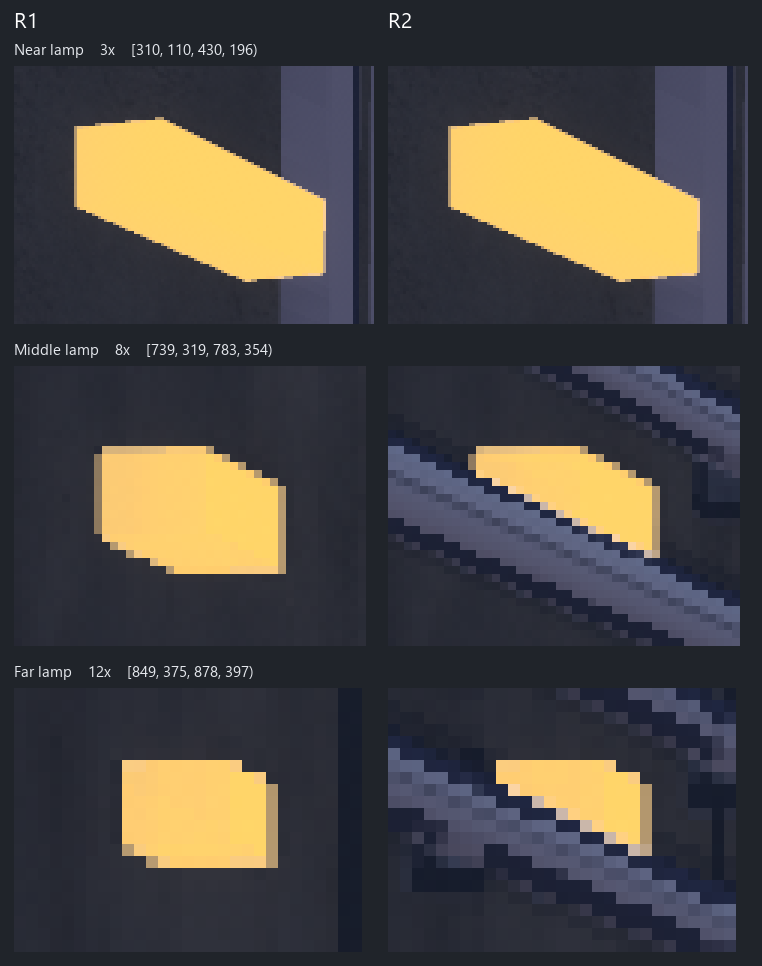 R1 R2
Near lamp 3x [310, 110, 430, 196)
Middle lamp 8x [739, 319, 783, 354)
Far lamp 12x [849, 375, 878, 397)